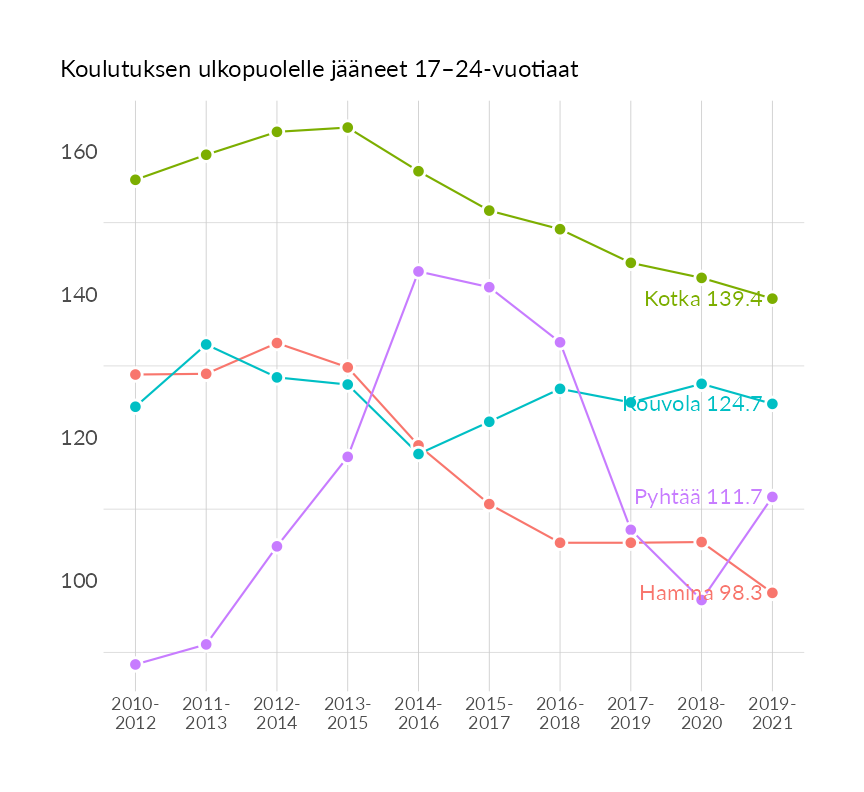 Koulutuksen ulkopuolelle jääneet 17–24-vuotiaat
160
140
120
100
Kotka 139.4
Kouvola 124.7
Pyhtää 111.7
Hamina 98.3
2010- 2011- 2012- 2013- 2014- 2015- 2016- 2017- 2018- 2019-
2012 2013 2014 2015 2016 2017 2018 2019 2020 2021